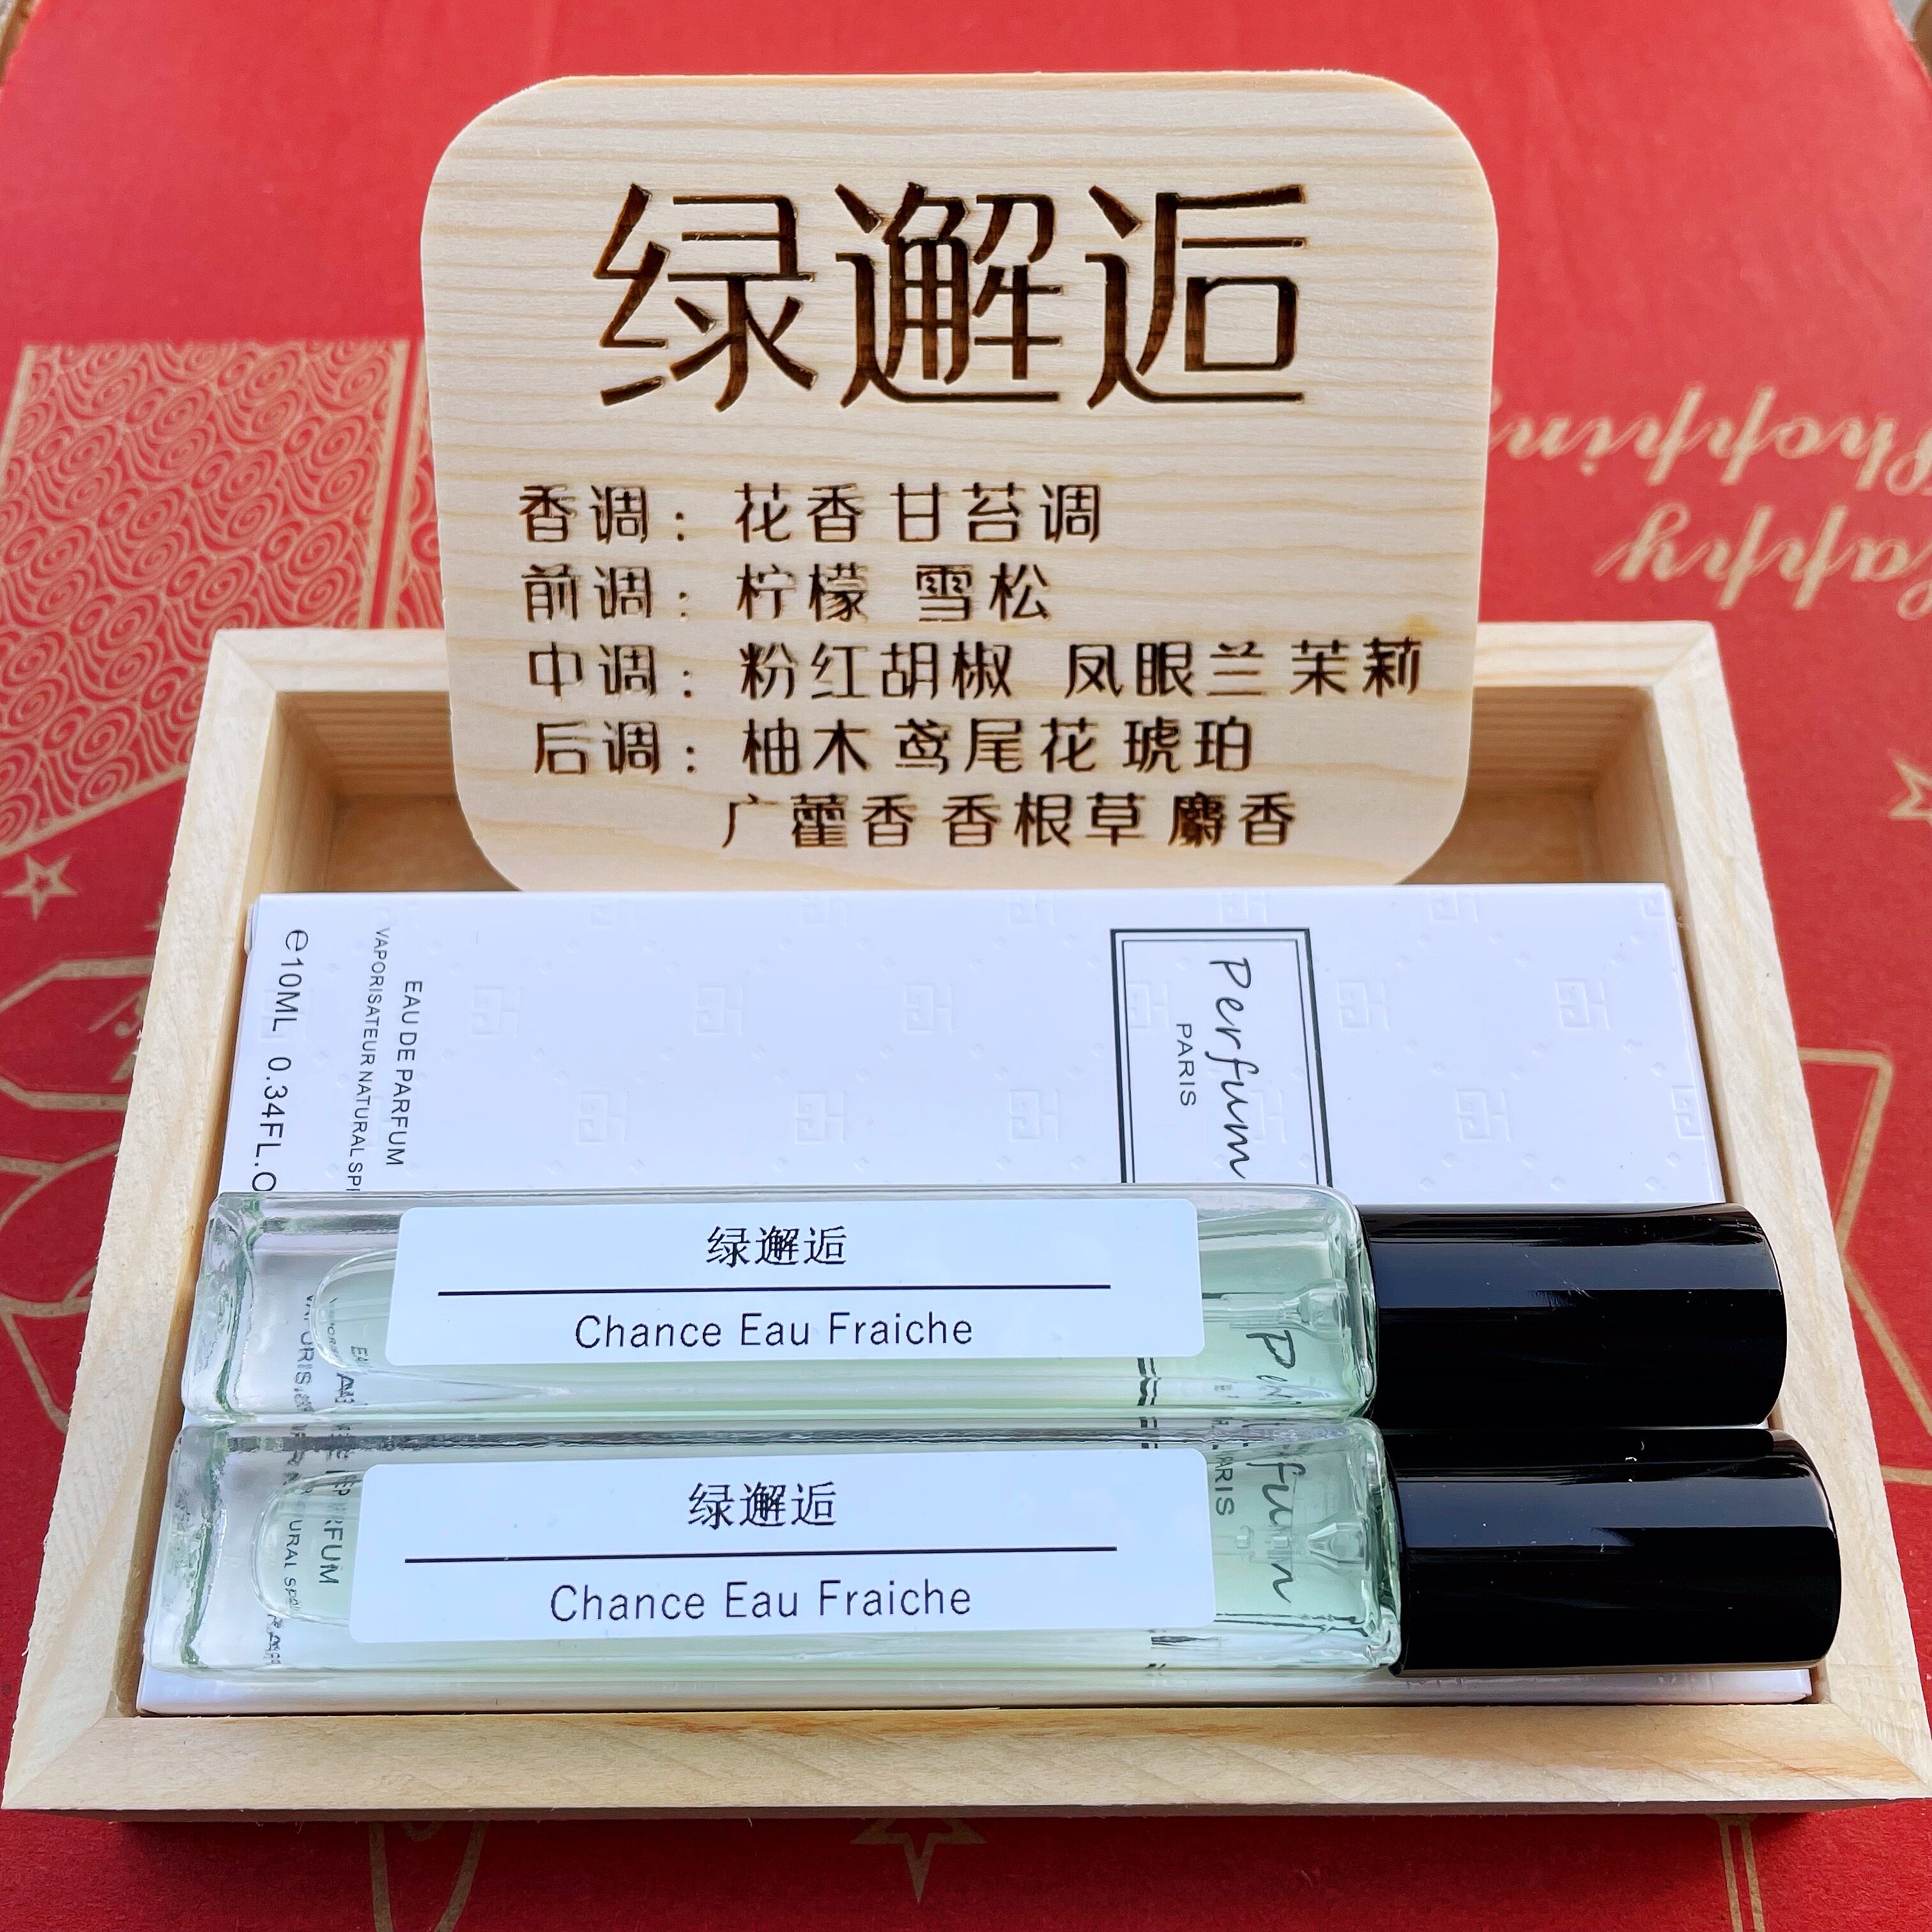 绿邂逅
香调：花香 甘苔调
前调：柠檬 雪松
中调：粉红胡椒 凤眼兰 茉莉
后调：柚木 鸢尾花 琥珀
广藿香 香根草 麝香
Happy
Shopping
Perfum
PARIS
EAU DE PARFUM
VAPORISATEUR NATURAL
e10ML 0.34FL.O
绿邂逅
Chance Eau Fraiche
绿邂逅
Chance Eau Fraiche